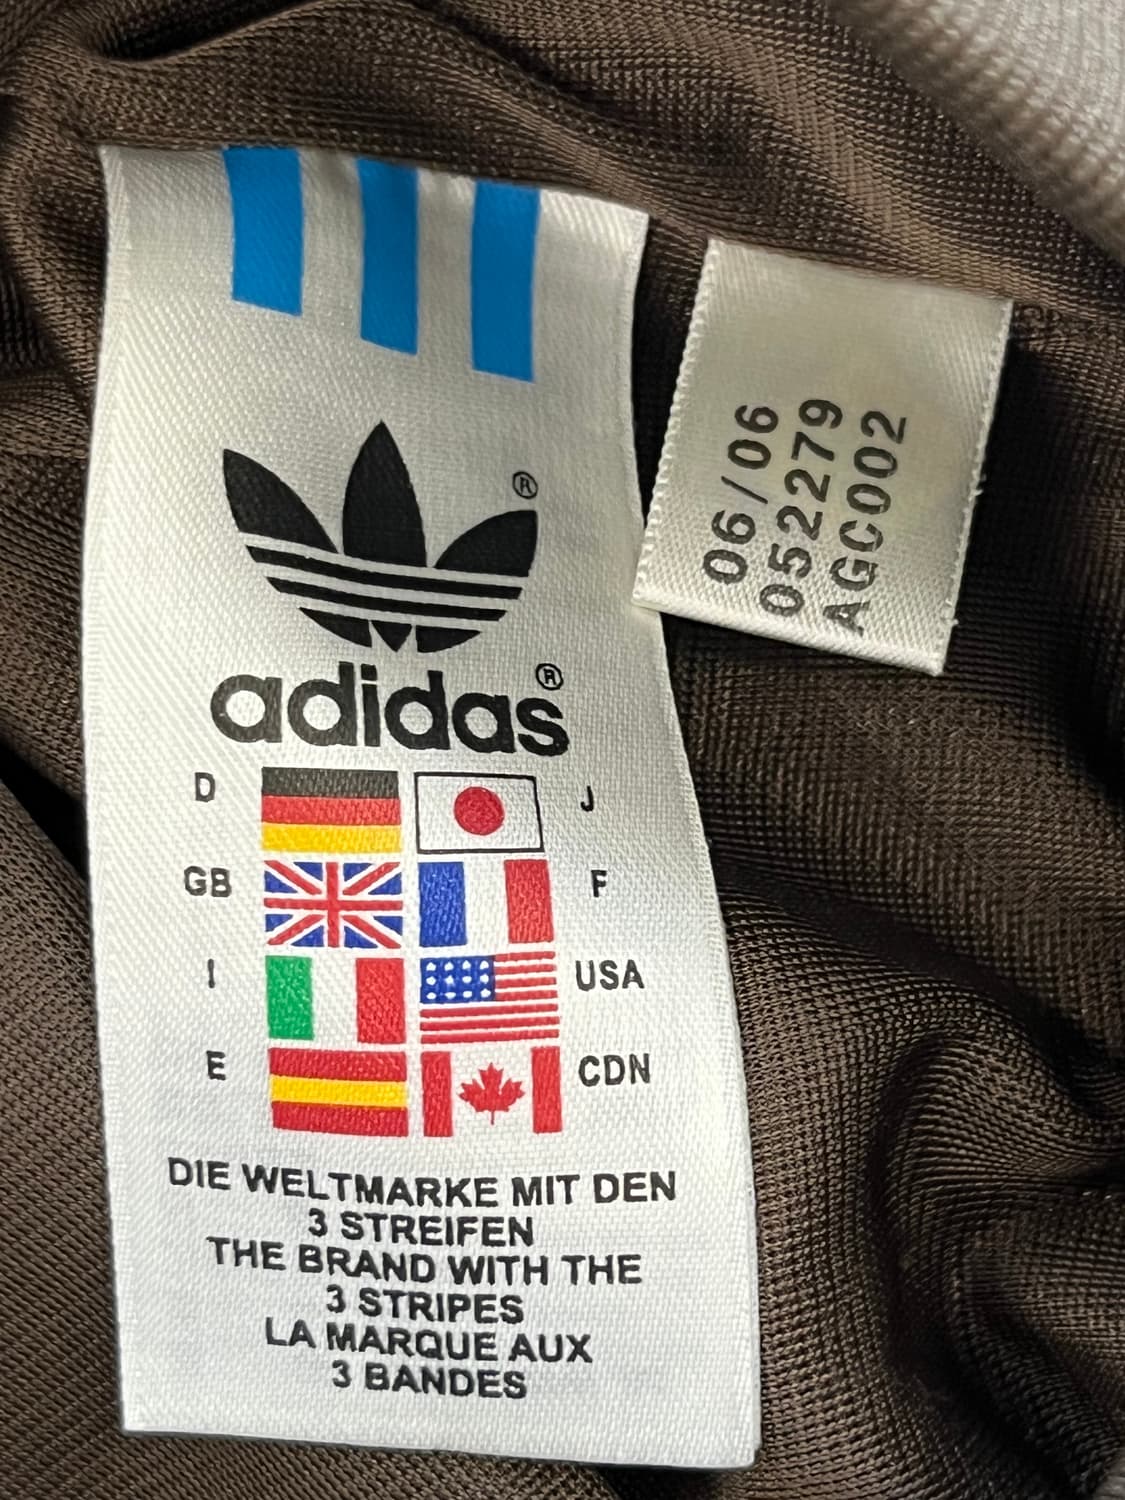 ®
adidas®
D
J
GB
F
I
USA
E
CDN
DIE WELTMARKE MIT DEN
3 STREIFEN
THE BRAND WITH THE
3 STRIPES
LA MARQUE AUX
3 BANDES
06/06
052279
AGC002